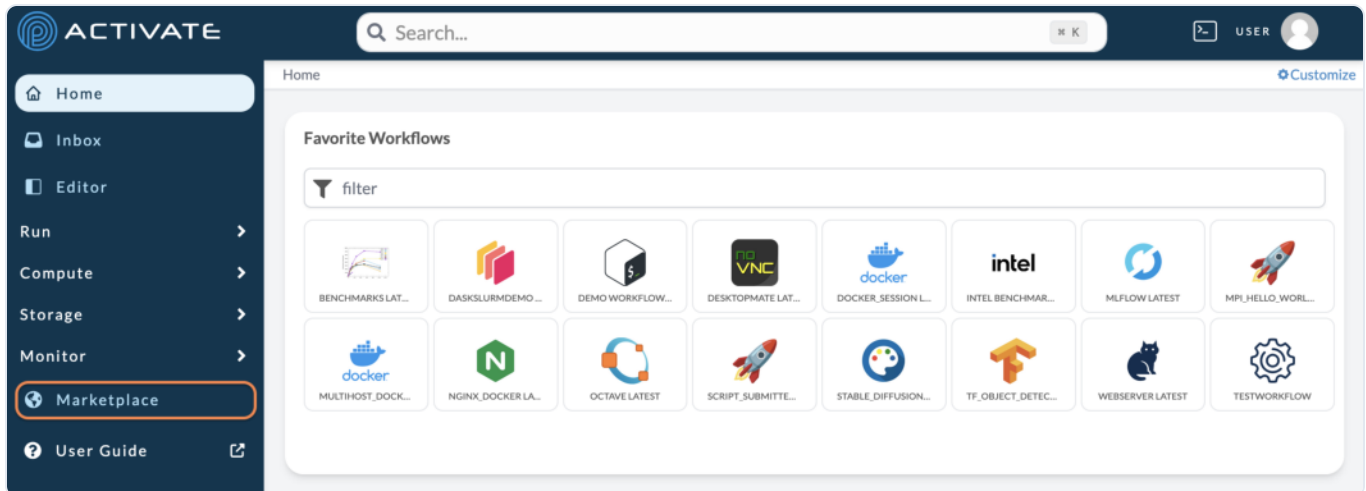 ACTIVATE
Search...
⌘ K
USER
Home
Customize
Home
Inbox
Editor
Run
Compute
Storage
Monitor
Marketplace
User Guide
Favorite Workflows
filter
BENCHMARKS LAT...
DASKSLURMDEMO ...
$_
DEMO WORKFLOW...
no
VNC
DESKTOPMATE LAT...
docker
DOCKER_SESSION L...
intel
INTEL BENCHMAR...
MLFLOW LATEST
MPI_HELLO_WORL...
docker
MULTIHOST_DOCK...
N
NGINX_DOCKER LA...
OCTAVE LATEST
SCRIPT_SUBMITTE...
STABLE_DIFFUSION...
TF_OBJECT_DETEC...
WEBSERVER LATEST
TESTWORKFLOW